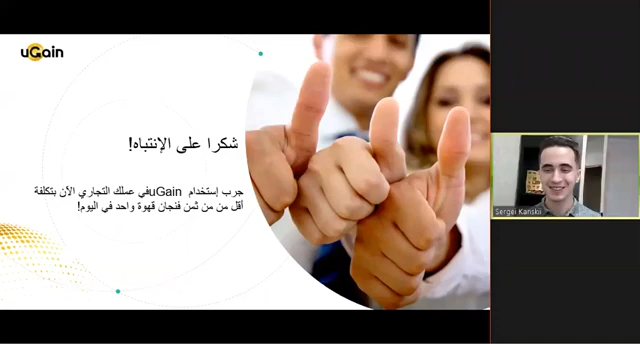 uGain
شكرا على الإنتباه!
جرب إستخدام uGainفي عملك التجاري الآن بتكلفة
أقل من من ثمن فنجان قهوة واحد في اليوم!
Sergei Kanskii